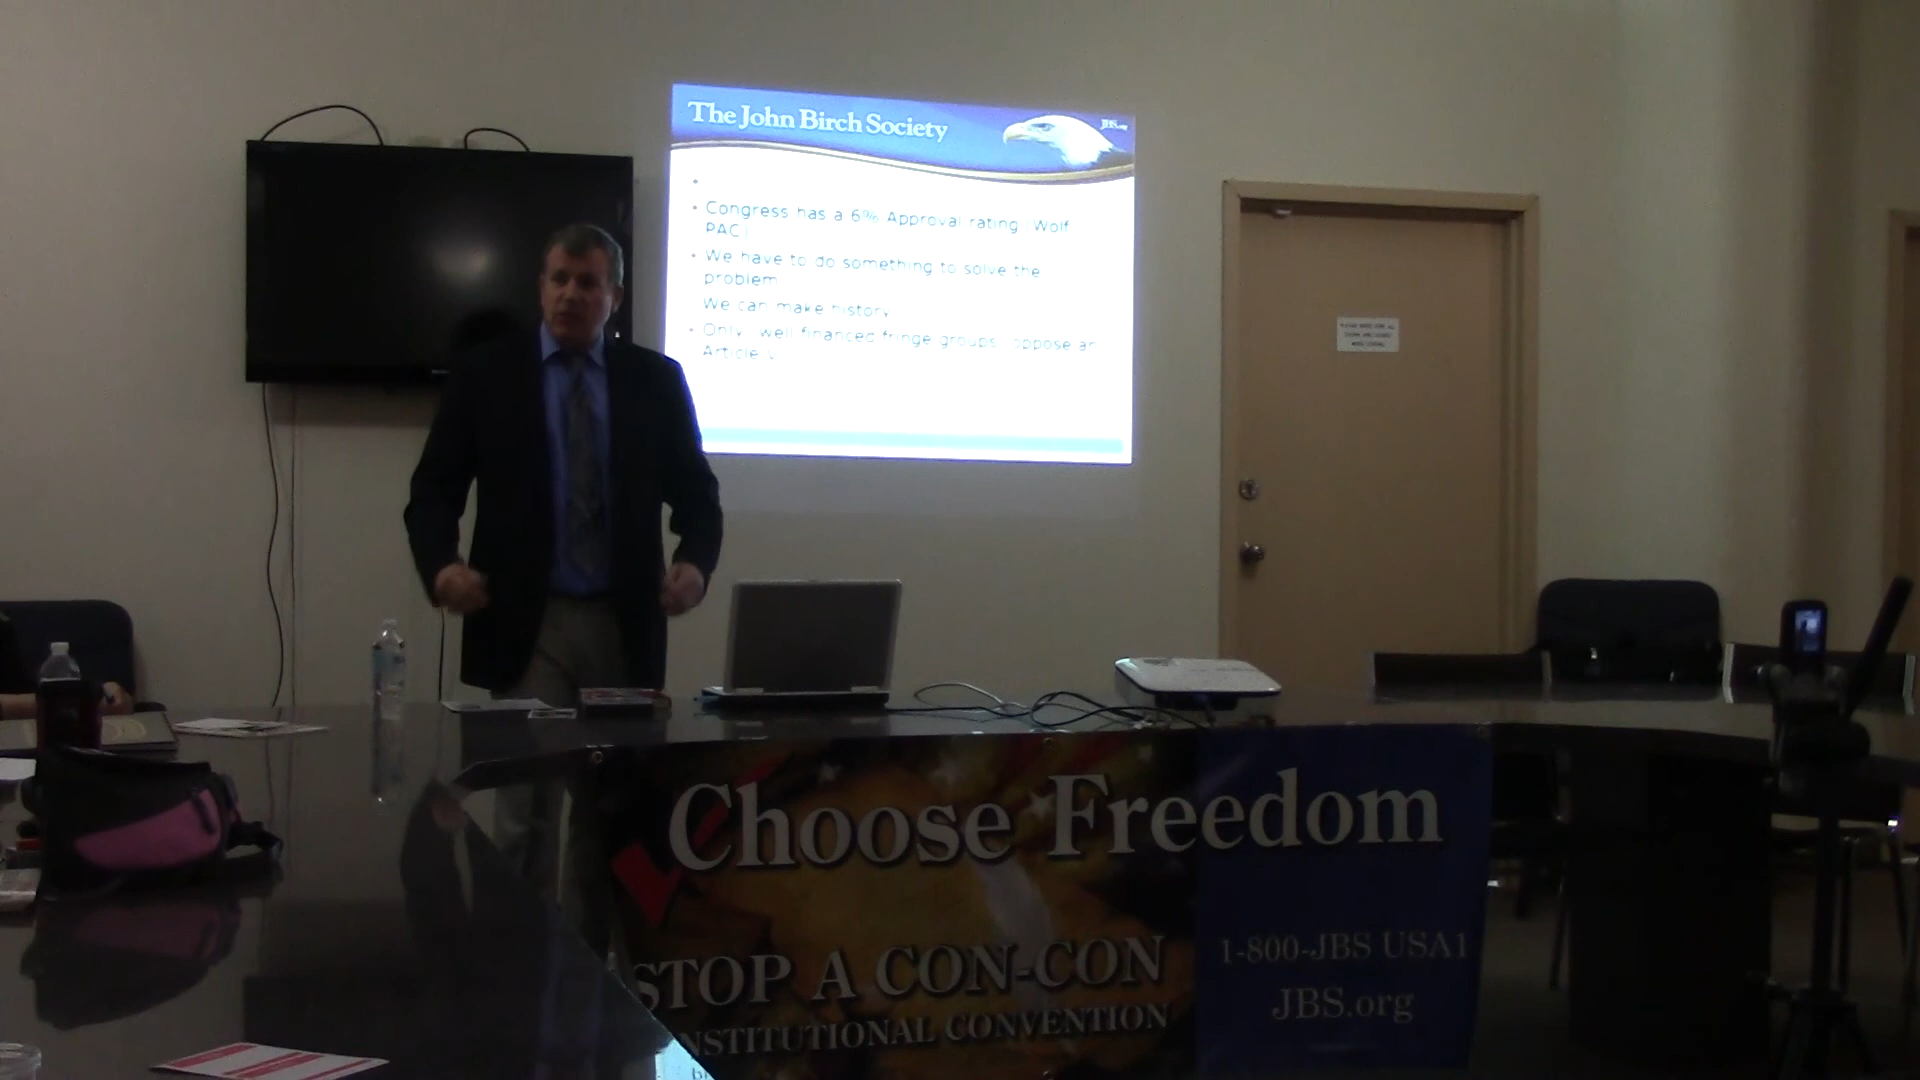 The John Birch Society
JBS.org
Congress has a 6% Approval rating (Wolf
PAC)
We have to do something to solve the
problem
We can make history
Only "well financed fringe groups" oppose an
Article V
Choose Freedom
STOP A CON-CON
NSTITUTIONAL CONVENTION
1-800-JBS USA1
JBS.org